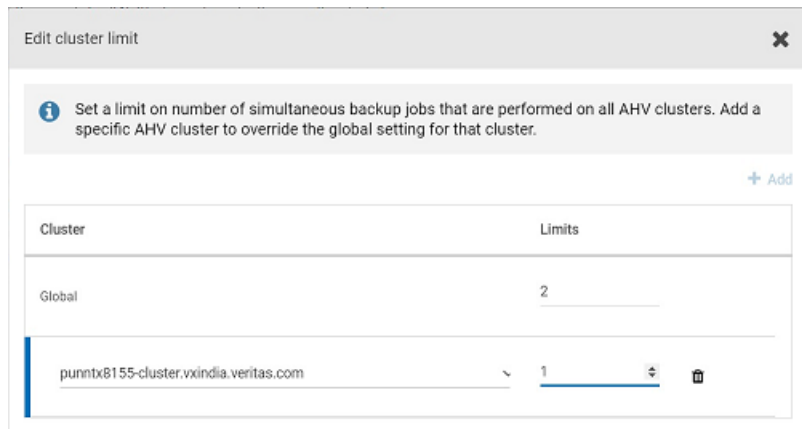 Edit cluster limit
Set a limit on number of simultaneous backup jobs that are performed on all AHV clusters. Add a
specific AHV cluster to override the global setting for that cluster.
+ Add
Cluster Limits
Global 2
punntx8155-cluster.vxindia.veritas.com 1